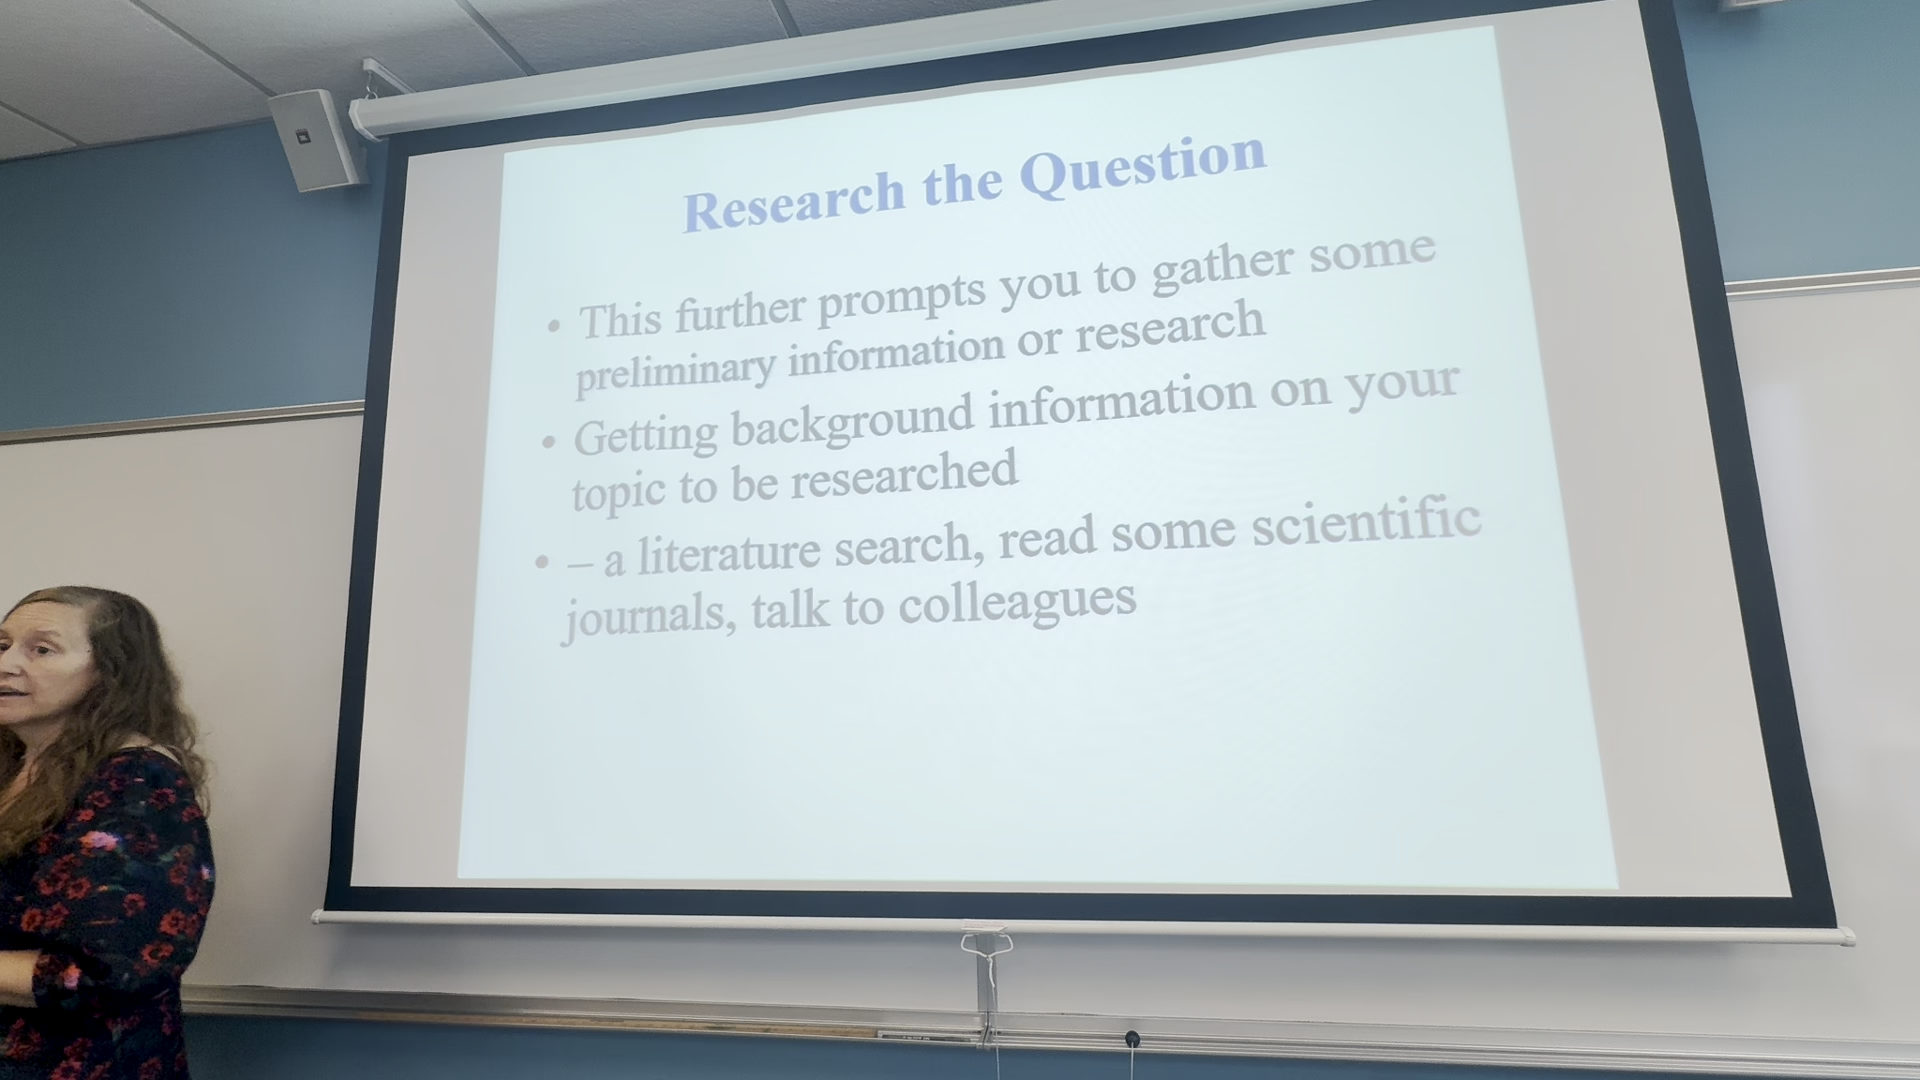 Research the Question
• This further prompts you to gather some
preliminary information or research
• Getting background information on your
topic to be researched
• – a literature search, read some scientific
journals, talk to colleagues